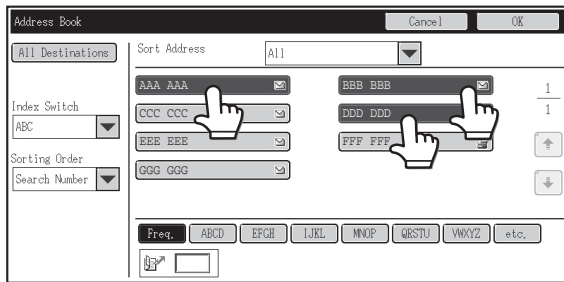 Address Book
Cancel
OK
All Destinations
Sort Address
All
AAA AAA
BBB BBB
1
1
Index Switch
ABC
CCC CCC
DDD DDD
EEE EEE
FFF FFF
Sorting Order
Search Number
GGG GGG
Freq.
ABCD
EFGH
IJKL
MNOP
QRSTU
VWXYZ
etc.